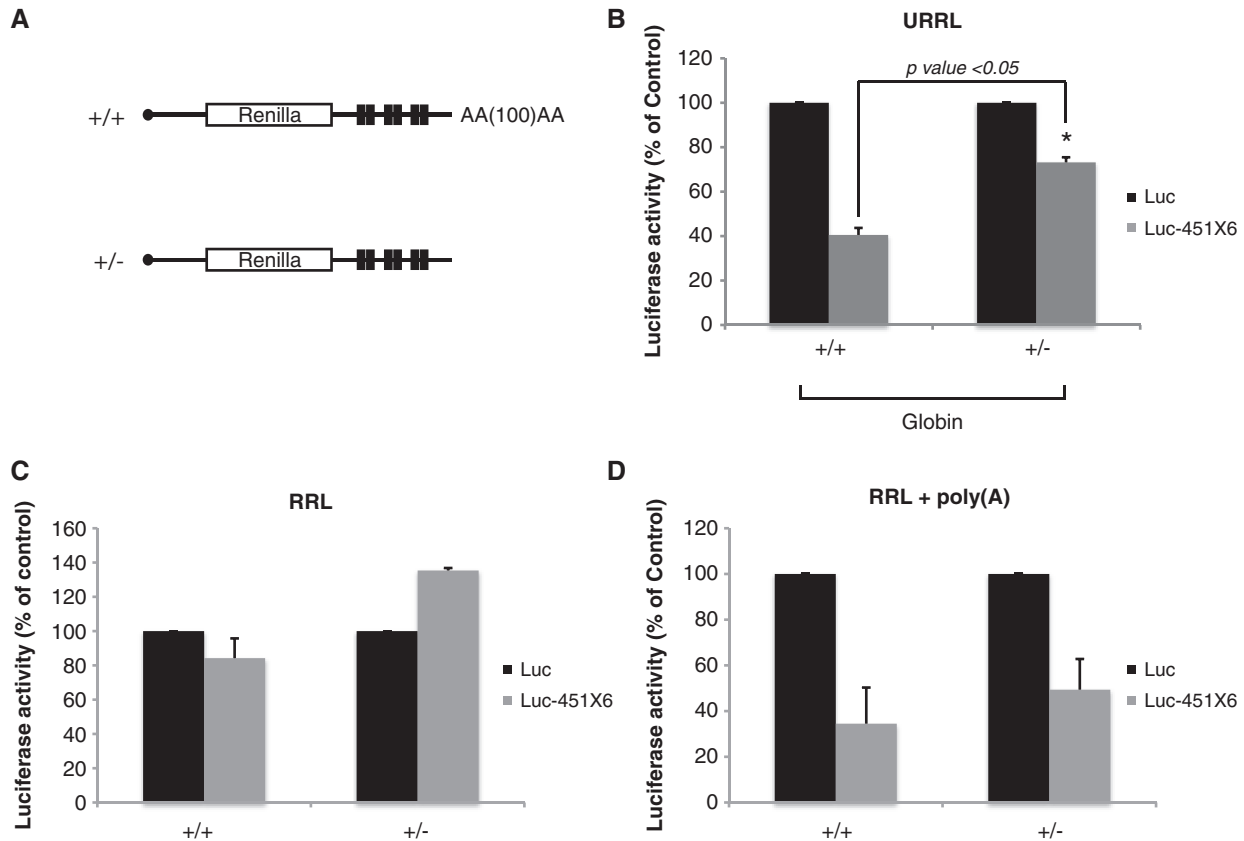 A
+/+
Renilla
AA(100)AA
+/-
Renilla
B
URRL
Luciferase activity (% of Control)
120
100
80
60
40
20
0
p value <0.05
*
+/+
+/-
Globin
Luc
Luc-451X6
C
RRL
Luciferase activity (% of control)
160
140
120
100
80
60
40
20
0
+/+
+/-
Luc
Luc-451X6
D
RRL + poly(A)
Luciferase activity (% of Control)
120
100
80
60
40
20
0
+/+
+/-
Luc
Luc-451X6